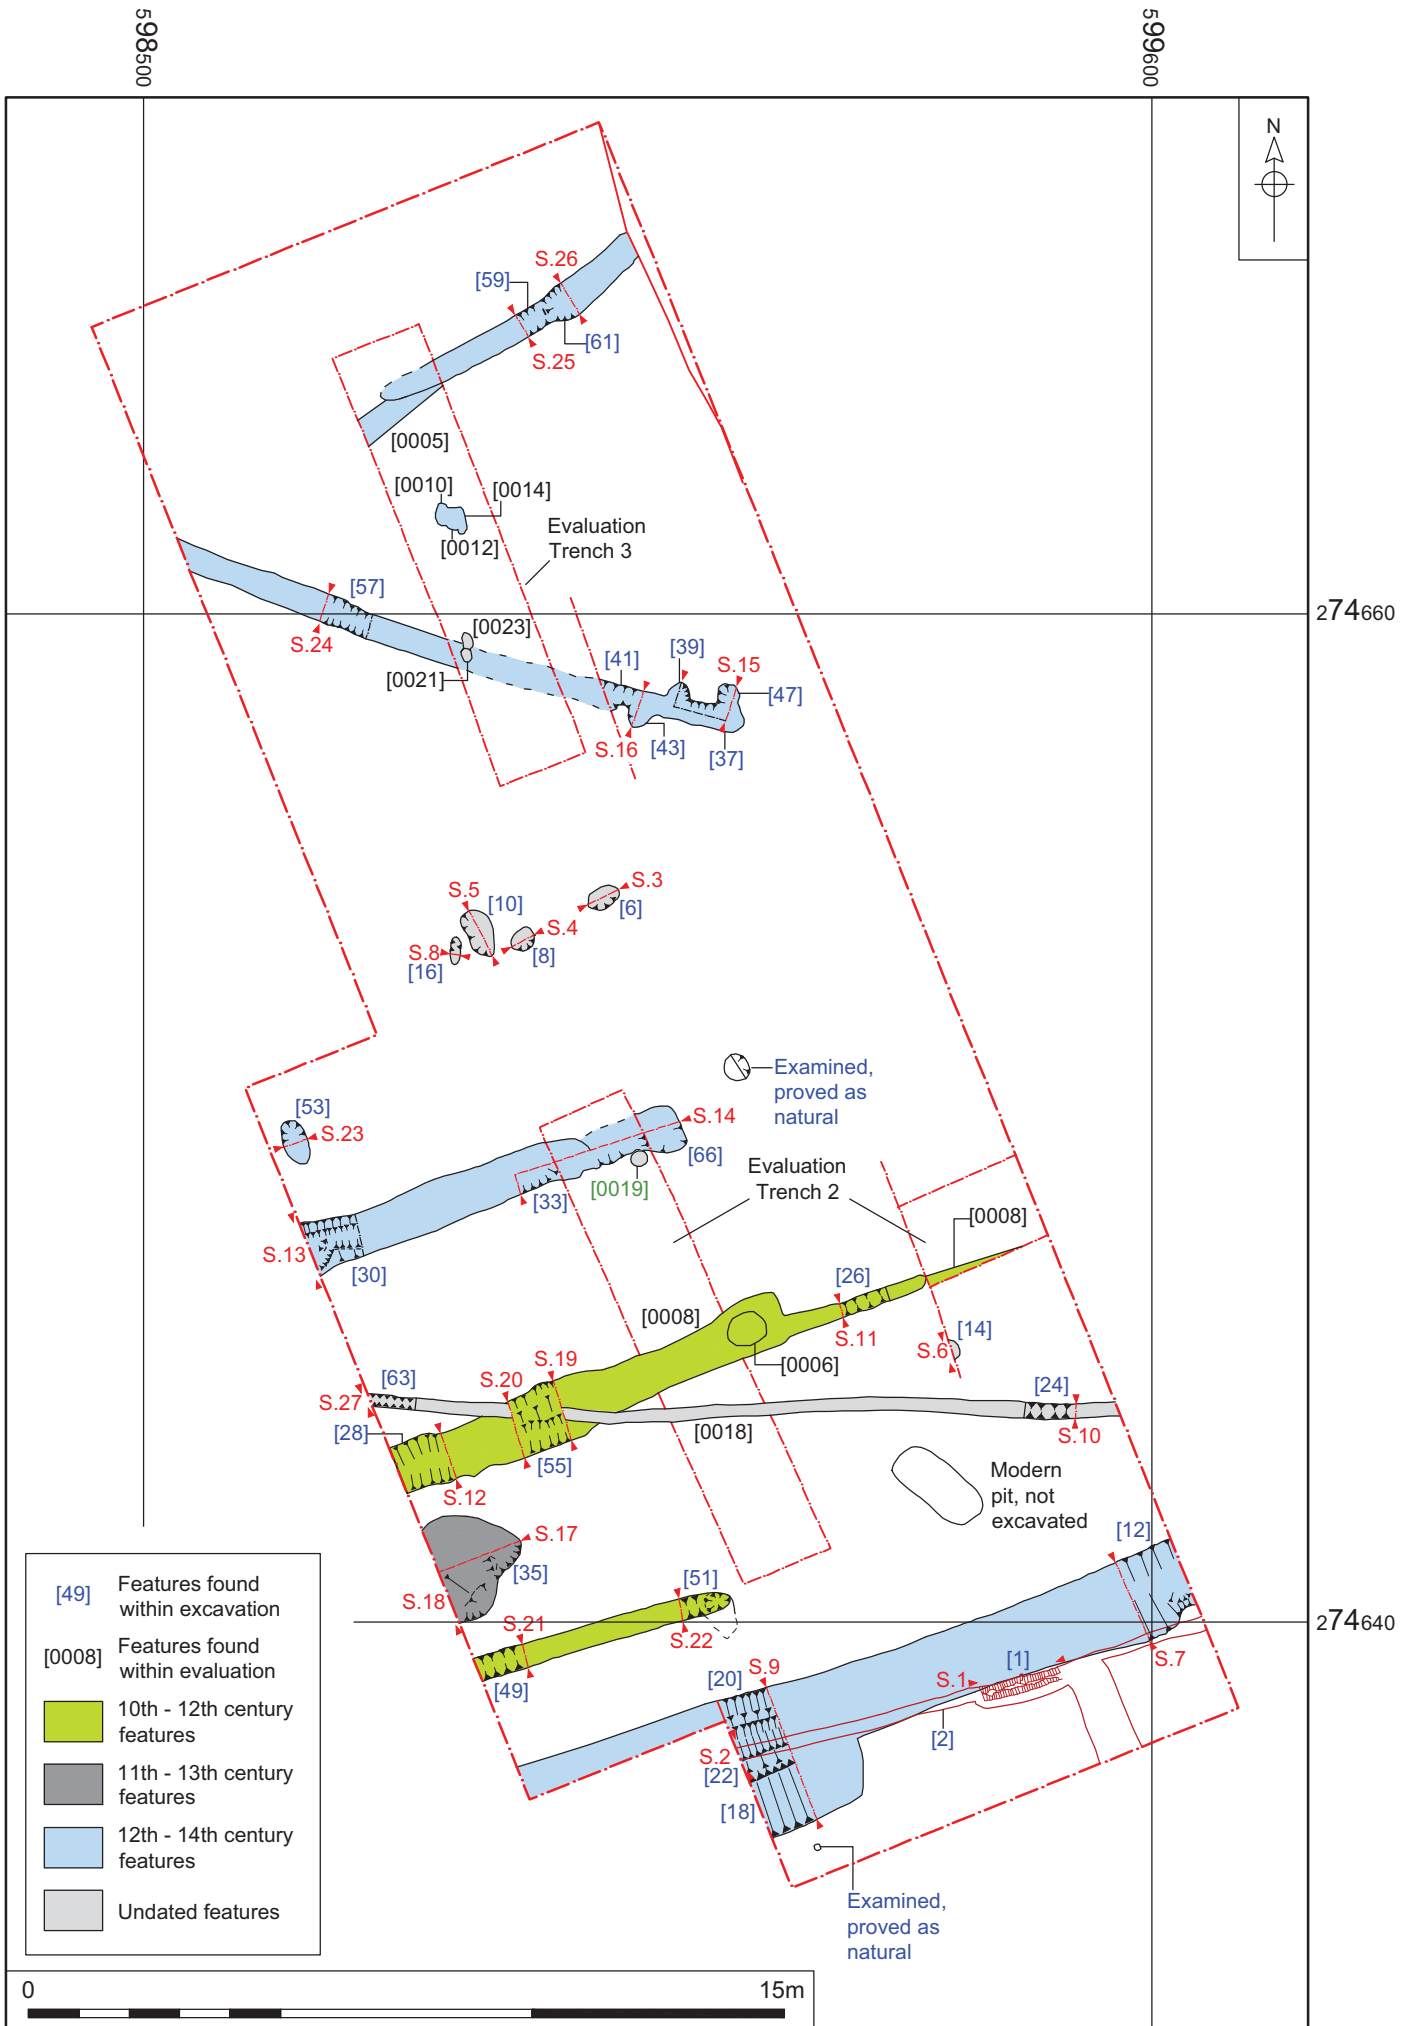 598500
599600
N
S.26
[59]
[61]
S.25
[0005]
[0010]
[0014]
[0012]
Evaluation
Trench 3
[57]
274660
S.24
[0023]
[0021]
[41]
[39]
S.15
[47]
S.16
[43]
[37]
S.5
[10]
S.3
[6]
S.4
S.8
[8]
[16]
Examined,
proved as
natural
[53]
S.23
S.14
[66]
Evaluation
Trench 2
[0019]
[33]
[0008]
S.13
[30]
[26]
[0008]
S.11
[14]
S.6
[0006]
S.19
S.20
[63]
S.27
[24]
[28]
[0018]
S.10
[55]
S.12
Modern
pit, not
excavated
S.17
[12]
[35]
S.18
[51]
274640
S.21
S.22
[49]
[20]
S.9
S.1
[1]
S.7
[2]
S.2
[22]
[18]
Examined,
proved as
natural
[49] Features found
within excavation
[0008] Features found
within evaluation
10th - 12th century
features
11th - 13th century
features
12th - 14th century
features
Undated features
0 15m